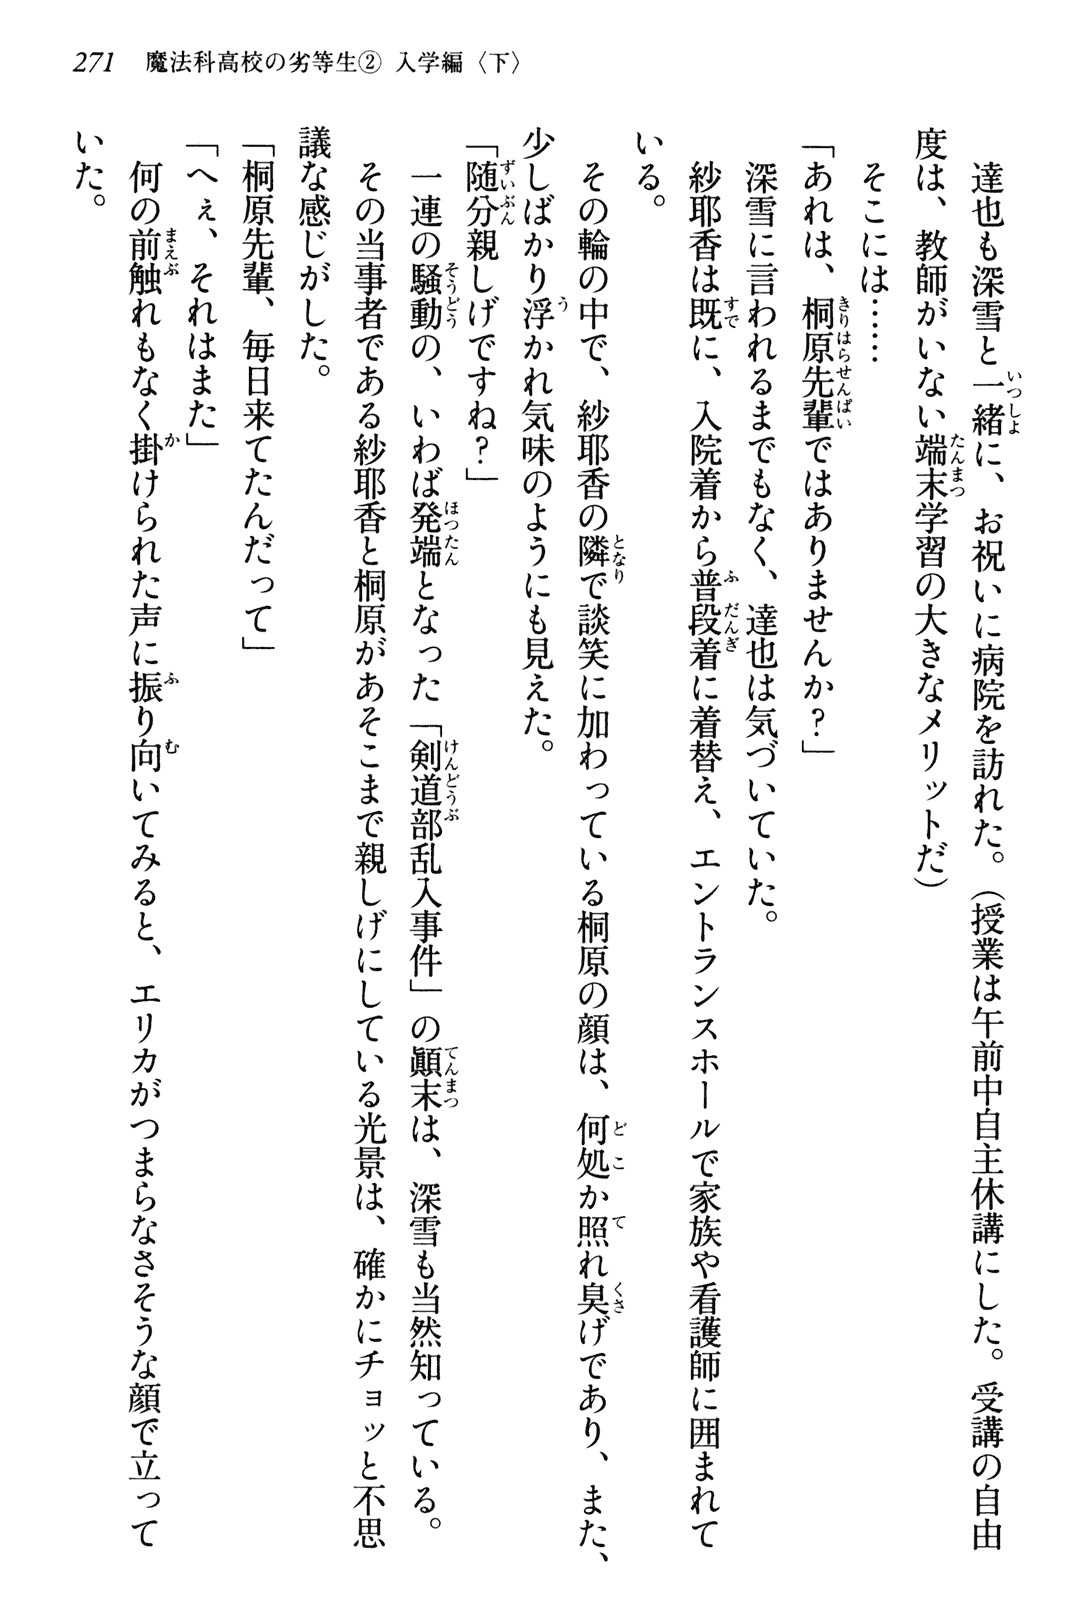 271　魔法科高校の劣等生② 入学編〈下〉
　達也も深雪と一緒に、お祝いに病院を訪れた。（授業は午前中自主休講にした。受講の自由
度は、教師がいない端末学習の大きなメリットだ）
　そこには……
「あれは、桐原先輩ではありませんか？」
　深雪に言われるまでもなく、達也は気づいていた。
　紗耶香は既に、入院着から普段着に着替え、エントランスホールで家族や看護師に囲まれて
いる。
　その輪の中で、紗耶香の隣で談笑に加わっている桐原の顔は、何処か照れ臭げであり、また、
少しばかり浮かれ気味のようにも見えた。
「随分親しげですね？」
　一連の騒動の、いわば発端となった「剣道部乱入事件」の顚末は、深雪も当然知っている。
　その当事者である紗耶香と桐原があそこまで親しげにしている光景は、確かにチョッと不思
議な感じがした。
「桐原先輩、毎日来てたんだって」
「へぇ、それはまた」
　何の前触れもなく掛けられた声に振り向いてみると、エリカがつまらなさそうな顔で立って
いた。